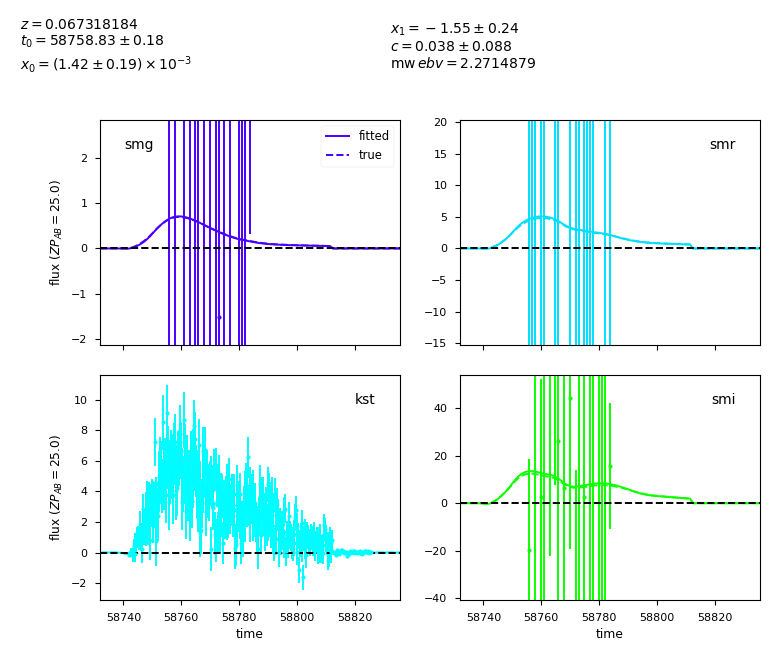 z = 0.067318184
t₀ = 58758.83 ± 0.18
x₀ = (1.42 ± 0.19) × 10⁻³
x₁ = −1.55 ± 0.24
c = 0.038 ± 0.088
mw ebv = 2.2714879
smg
fitted
true
2
1
0
−1
−2
flux (ZP_AB = 25.0)
smr
20
15
10
5
0
−5
−10
−15
kst
10
8
6
4
2
0
−2
flux (ZP_AB = 25.0)
58740 58760 58780 58800 58820
time
smi
40
20
0
−20
−40
58740 58760 58780 58800 58820
time